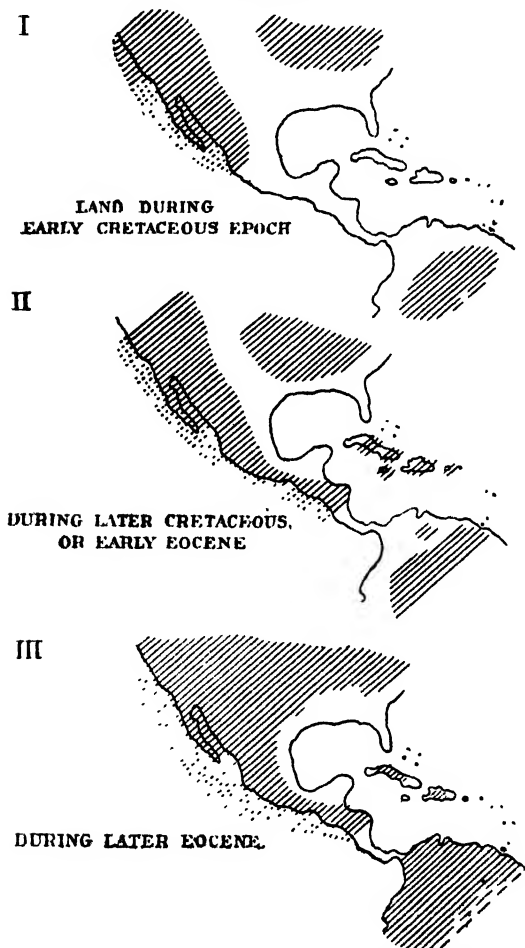 I
LAND DURING
EARLY CRETACEOUS EPOCH
II
DURING LATER CRETACEOUS,
OR EARLY EOCENE
III
DURING LATER EOCENE.